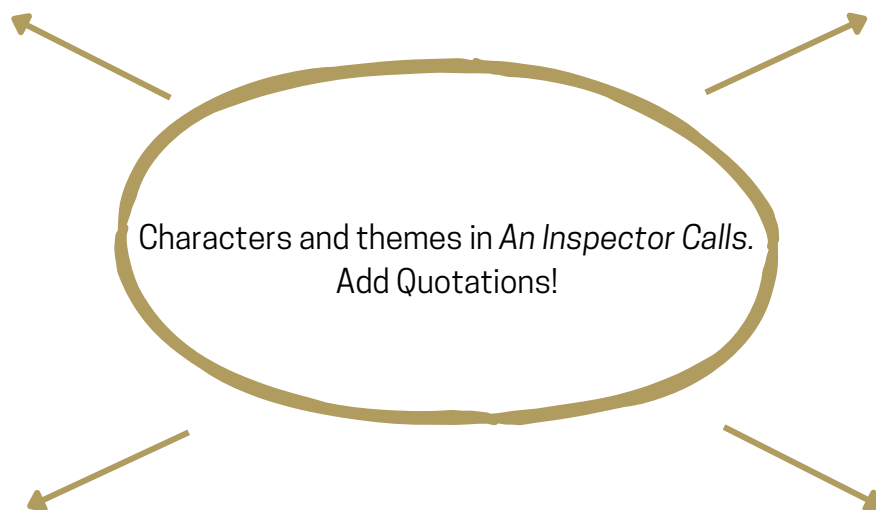 Characters and themes in An Inspector Calls.
Add Quotations!